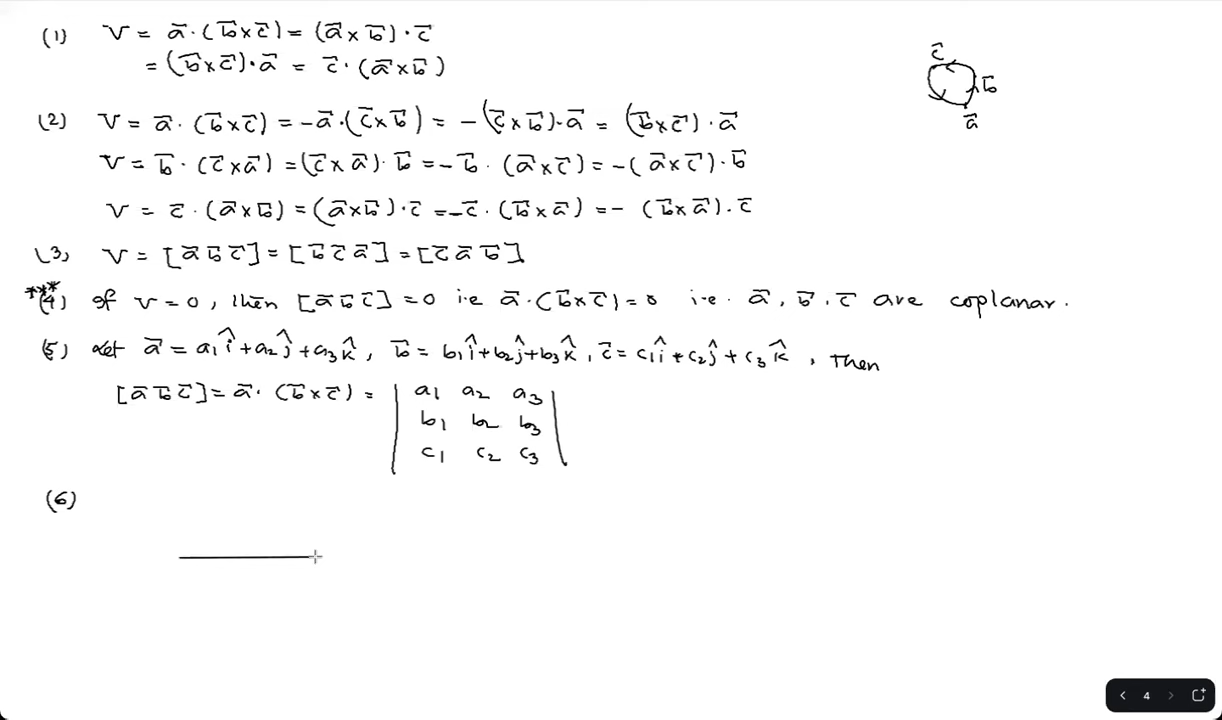 (1) V = a̅·(b̅×c̅) = (a̅×b̅)·c̅
= (b̅×c̅)·a̅ = c̅·(a̅×b̅)
c̅
b̅
a̅
(2) V = a̅·(b̅×c̅) = -a̅·(c̅×b̅) = -(c̅×b̅)·a̅ = (b̅×c̅)·a̅
V = b̅·(c̅×a̅) = (c̅×a̅)·b̅ = -b̅·(a̅×c̅) = -(a̅×c̅)·b̅
V = c̅·(a̅×b̅) = (a̅×b̅)·c̅ = -c̅·(b̅×a̅) = -(b̅×a̅)·c̅
(3) V = [a̅ b̅ c̅] = [b̅ c̅ a̅] = [c̅ a̅ b̅]
***(4) If V = 0, then [a̅ b̅ c̅] = 0 i.e a̅·(b̅×c̅) = 0 i.e. a̅, b̅, c̅ are coplanar.
(5) Let a̅ = a₁î + a₂ĵ + a₃k̂, b̅ = b₁î + b₂ĵ + b₃k̂, c̅ = c₁î + c₂ĵ + c₃k̂, Then
[a̅ b̅ c̅] = a̅·(b̅×c̅) = | a₁ a₂ a₃ |
| b₁ b₂ b₃ |
| c₁ c₂ c₃ |
(6)
4